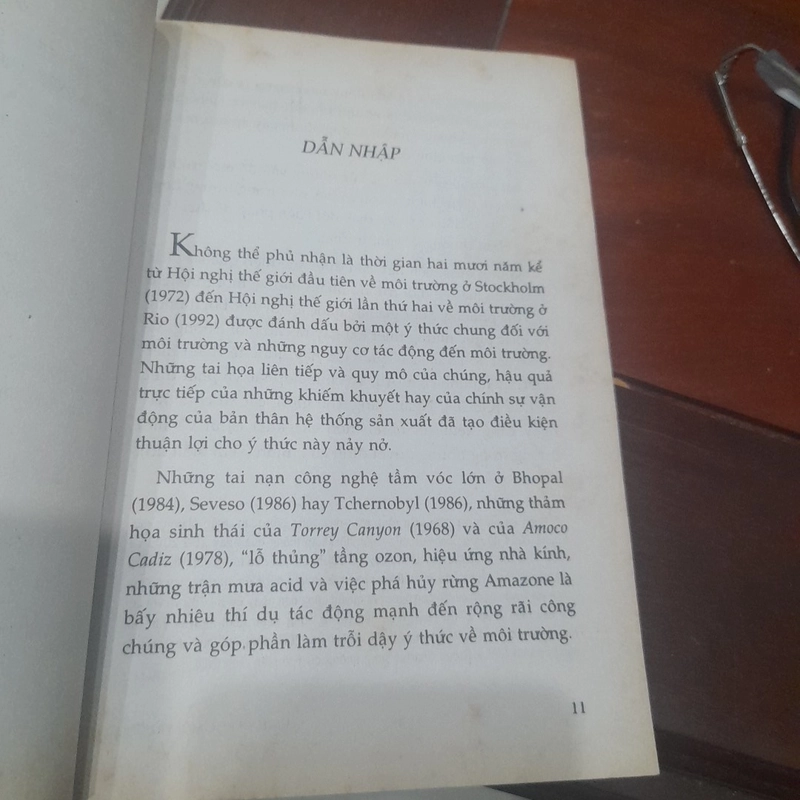 DẪN NHẬP
Không thể phủ nhận là thời gian hai mươi năm kể
từ Hội nghị thế giới đầu tiên về môi trường ở Stockholm
(1972) đến Hội nghị thế giới lần thứ hai về môi trường ở
Rio (1992) được đánh dấu bởi một ý thức chung đối với
môi trường và những nguy cơ tác động đến môi trường.
Những tai họa liên tiếp và quy mô của chúng, hậu quả
trực tiếp của những khiếm khuyết hay của chính sự vận
động của bản thân hệ thống sản xuất đã tạo điều kiện
thuận lợi cho ý thức này nảy nở.
Những tai nạn công nghệ tầm vóc lớn ở Bhopal
(1984), Seveso (1986) hay Tchernobyl (1986), những thảm
họa sinh thái của Torrey Canyon (1968) và của Amoco
Cadiz (1978), “lỗ thủng” tầng ozon, hiệu ứng nhà kính,
những trận mưa acid và việc phá hủy rừng Amazone là
bấy nhiêu thí dụ tác động mạnh đến rộng rãi công
chúng và góp phần làm trỗi dậy ý thức về môi trường.
11